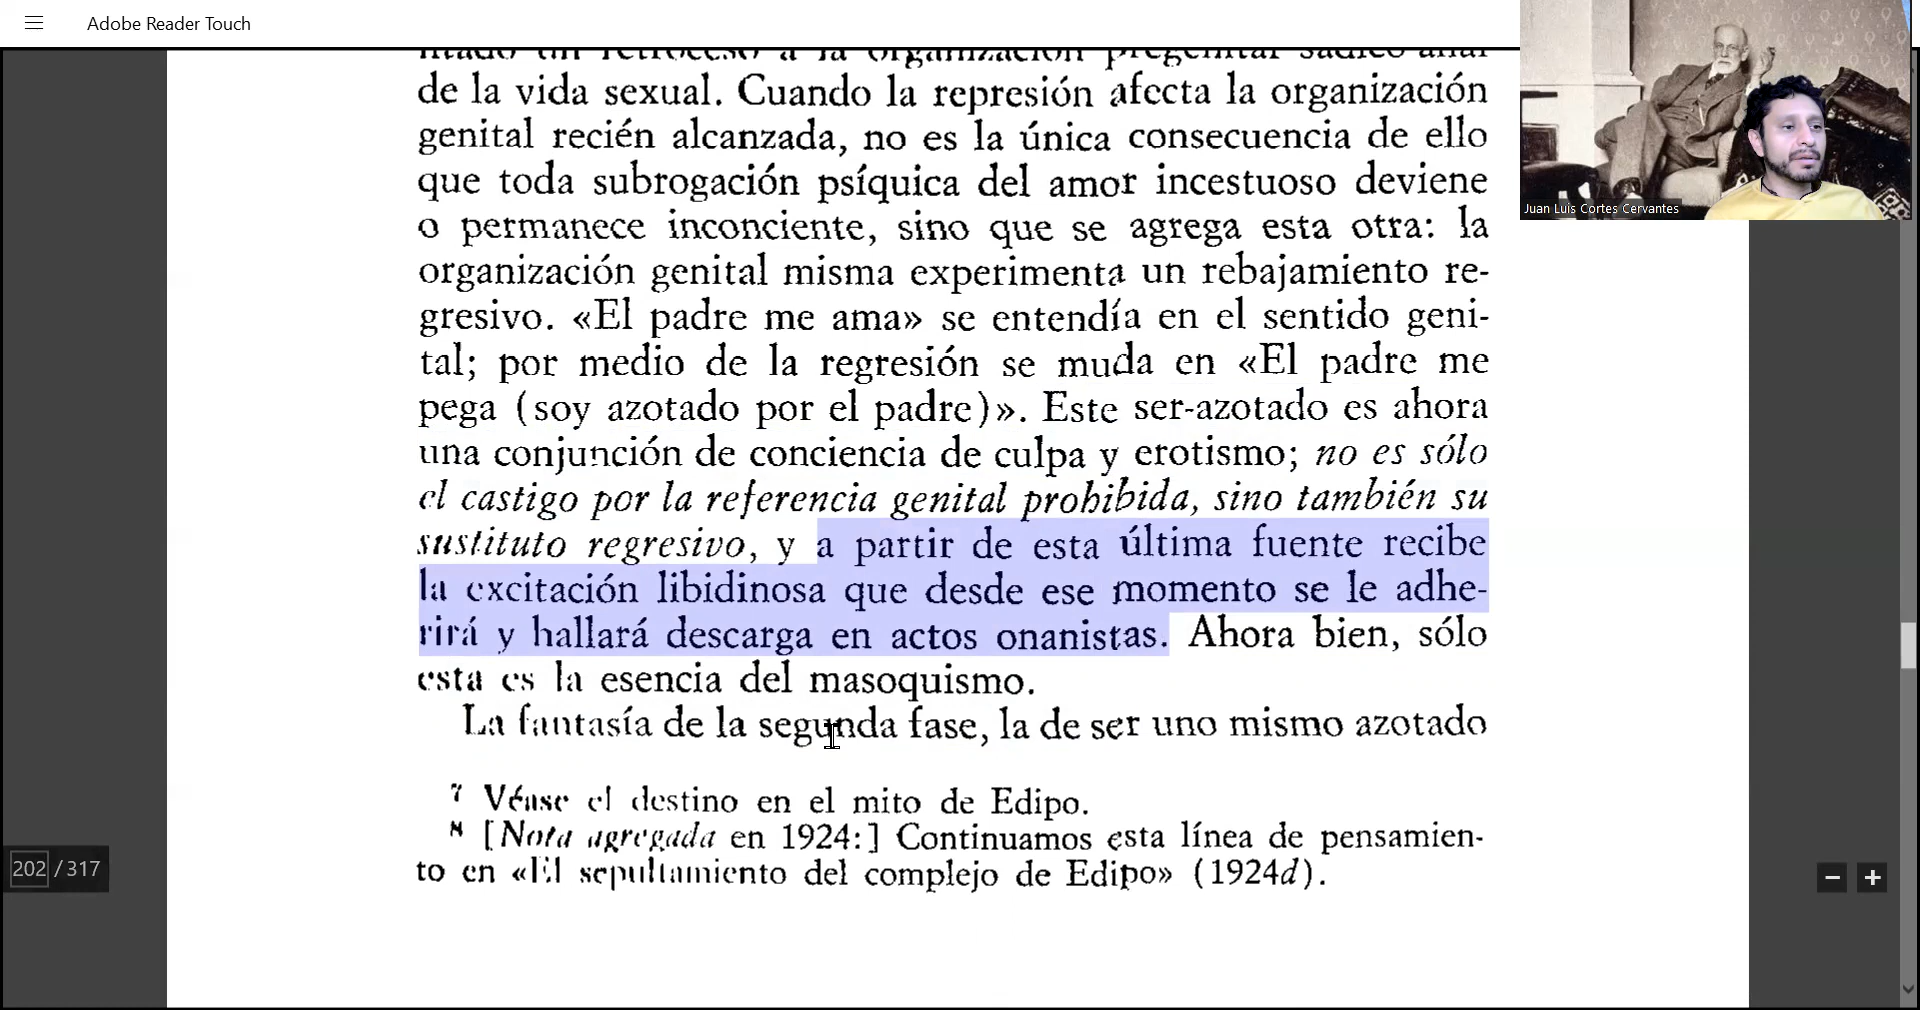 Adobe Reader Touch
ntado un retroceso a la organización pregenital sádico-anal
de la vida sexual. Cuando la represión afecta la organización
genital recién alcanzada, no es la única consecuencia de ello
que toda subrogación psíquica del amor incestuoso deviene
o permanece inconciente, sino que se agrega esta otra: la
organización genital misma experimenta un rebajamiento re-
gresivo. «El padre me ama» se entendía en el sentido geni-
tal; por medio de la regresión se muda en «El padre me
pega (soy azotado por el padre)». Este ser-azotado es ahora
una conjunción de conciencia de culpa y erotismo; no es sólo
el castigo por la referencia genital prohibida, sino también su
sustituto regresivo, y a partir de esta última fuente recibe
la excitación libidinosa que desde ese momento se le adhe-
rirá y hallará descarga en actos onanistas. Ahora bien, sólo
esta es la esencia del masoquismo.
La fantasía de la segunda fase, la de ser uno mismo azotado
7 Véase el destino en el mito de Edipo.
8 [Nota agregada en 1924:] Continuamos esta línea de pensamien-
to en «El sepultamiento del complejo de Edipo» (1924d).
202 / 317
Juan Luis Cortes Cervantes